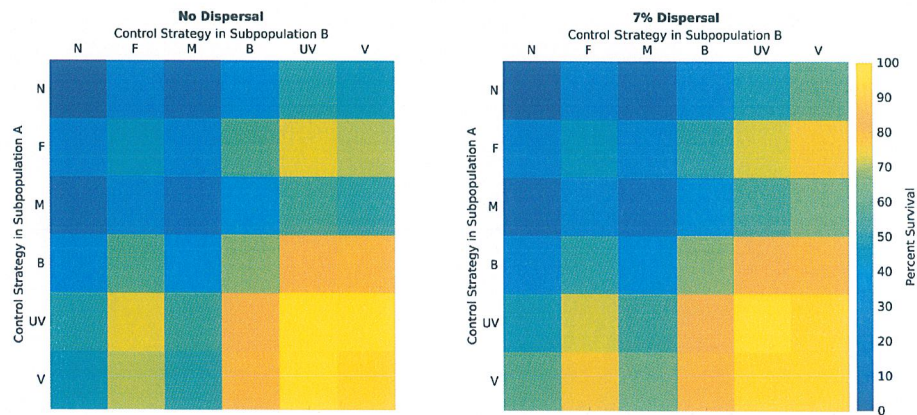 No Dispersal
Control Strategy in Subpopulation B
N F M B UV V
Control Strategy in Subpopulation A
N
F
M
B
UV
V
7% Dispersal
Control Strategy in Subpopulation B
N F M B UV V
Control Strategy in Subpopulation A
N
F
M
B
UV
V
100
90
80
70
60
50
40
30
20
10
0
Percent Survival